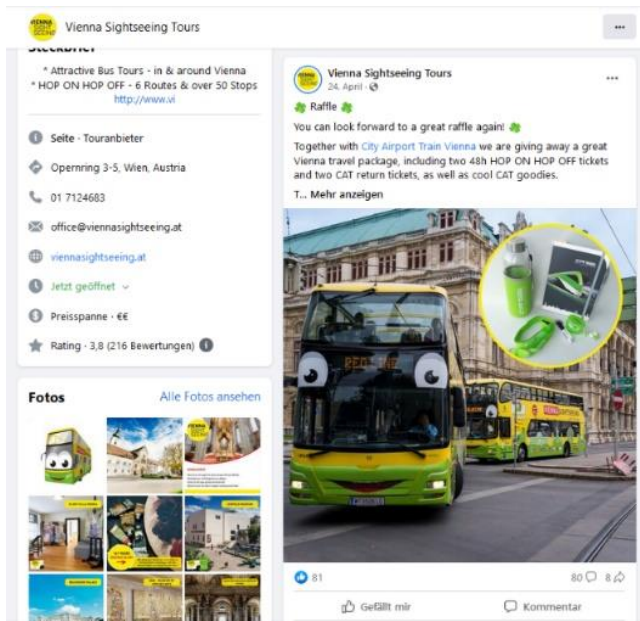 Vienna Sightseeing Tours
Steckbrief
* Attractive Bus Tours - in & around Vienna
* HOP ON HOP OFF - 6 Routes & over 50 Stops
http://www.vi
Seite · Touranbieter
Opernring 3-5, Wien, Austria
01 7124683
office@viennasightseeing.at
viennasightseeing.at
Jetzt geöffnet
Preisspanne · €€
Rating · 3,8 (216 Bewertungen)
Fotos
Alle Fotos ansehen
Vienna Sightseeing Tours
24. April
Raffle
You can look forward to a great raffle again!
Together with City Airport Train Vienna we are giving away a great
Vienna travel package, including two 48h HOP ON HOP OFF tickets
and two CAT return tickets, as well as cool CAT goodies.
T... Mehr anzeigen
RED LINE
81
80
8
Gefällt mir
Kommentar